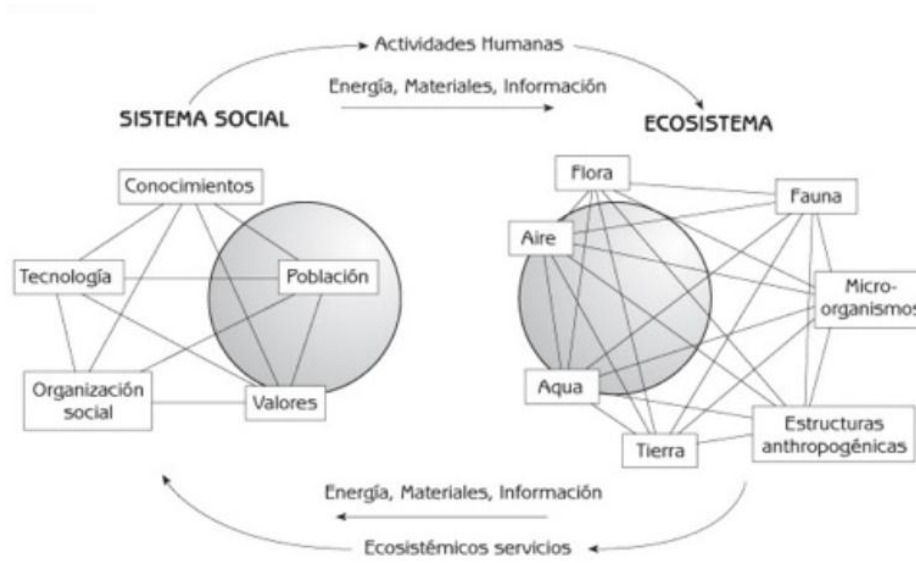 Actividades Humanas
Energía, Materiales, Información
SISTEMA SOCIAL
ECOSISTEMA
Conocimientos
Tecnología
Población
Organización
social
Valores
Flora
Fauna
Aire
Micro-
organismos
Aqua
Tierra
Estructuras
anthropogénicas
Energía, Materiales, Información
Ecosistémicos servicios